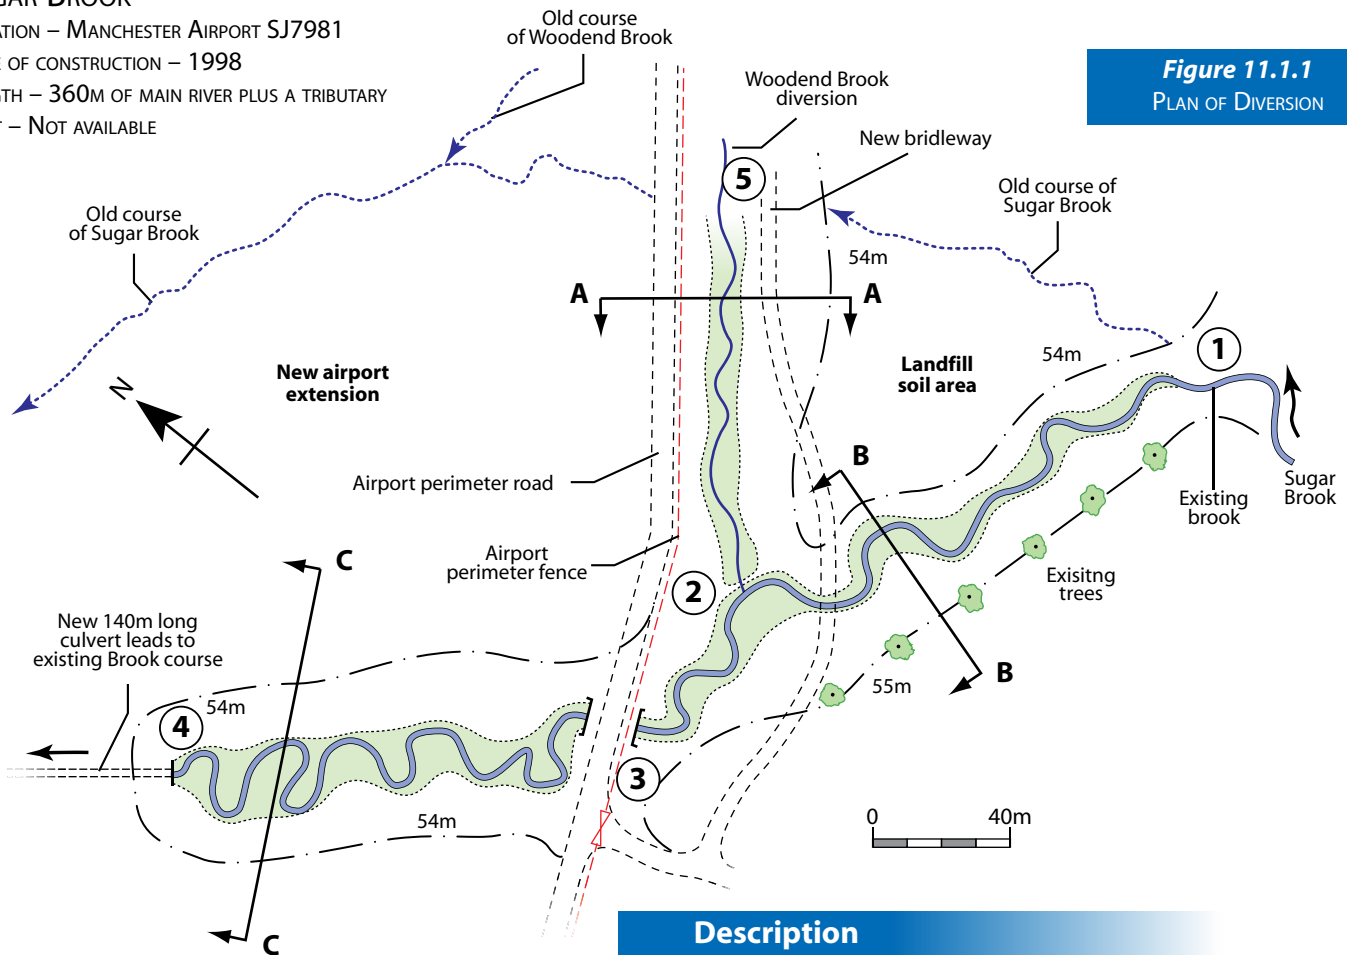 GAR BROOK
ATION – MANCHESTER AIRPORT SJ7981
E OF CONSTRUCTION – 1998
GTH – 360M OF MAIN RIVER PLUS A TRIBUTARY
T – NOT AVAILABLE
Figure 11.1.1
PLAN OF DIVERSION
Old course
of Woodend Brook
Woodend Brook
diversion
New bridleway
5
Old course of
Sugar Brook
Old course
of Sugar Brook
54m
A
A
N
New airport
extension
Landfill
soil area
54m
1
Airport perimeter road
B
Existing
brook
Sugar
Brook
Airport
perimeter fence
C
2
Exisitng
trees
New 140m long
culvert leads to
existing Brook course
B
55m
54m
4
3
54m
0
40m
C
Description